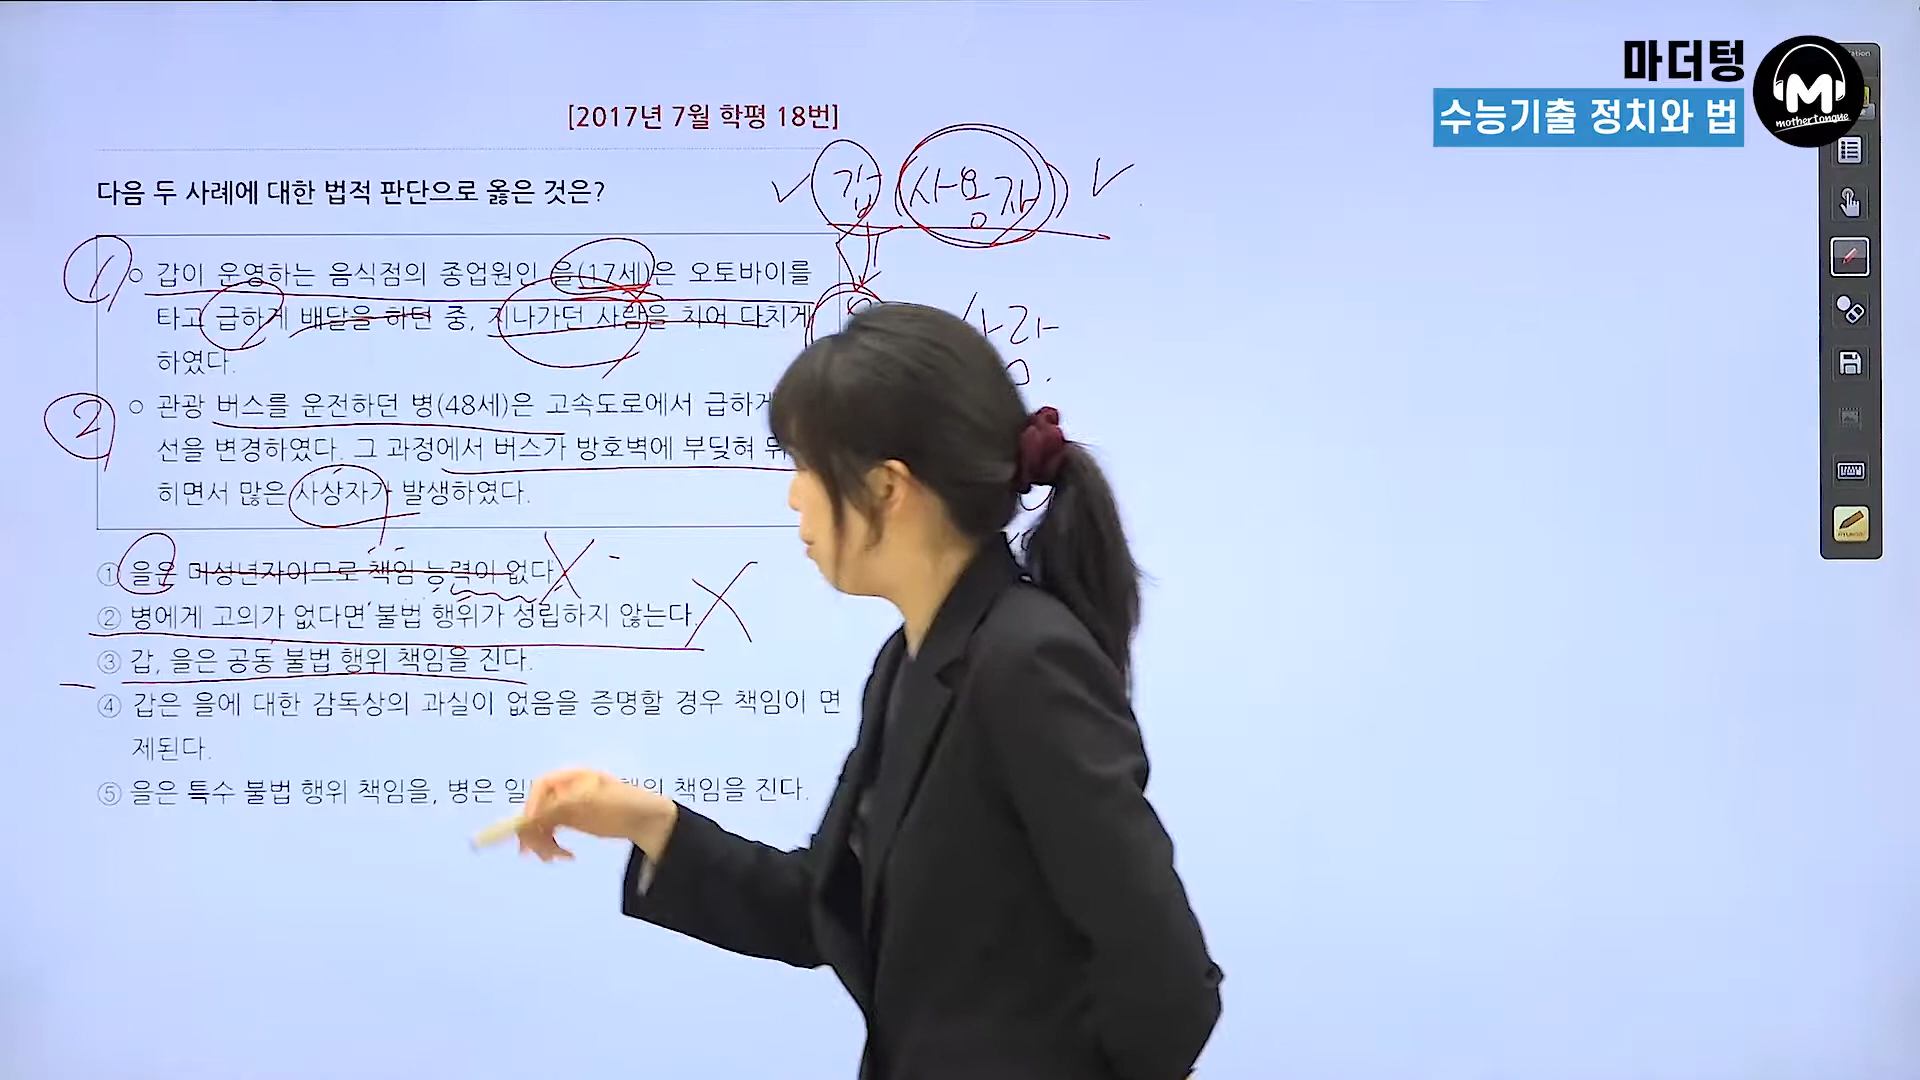 마더텅
수능기출 정치와 법
mothertongue
[2017년 7월 학평 18번]
다음 두 사례에 대한 법적 판단으로 옳은 것은?
갑 (사용자)
1
○ 갑이 운영하는 음식점의 종업원인 을(17세)은 오토바이를
타고 급하게 배달을 하던 중, 지나가던 사람을 치어 다치게
하였다.
2
○ 관광 버스를 운전하던 병(48세)은 고속도로에서 급하게
선을 변경하였다. 그 과정에서 버스가 방호벽에 부딪혀
히면서 많은 사상자가 발생하였다.
① 을은 미성년자이므로 책임 능력이 없다.
② 병에게 고의가 없다면 불법 행위가 성립하지 않는다.
③ 갑, 을은 공동 불법 행위 책임을 진다.
④ 갑은 을에 대한 감독상의 과실이 없음을 증명할 경우 책임이 면
제된다.
⑤ 을은 특수 불법 행위 책임을, 병은 책임을 진다.